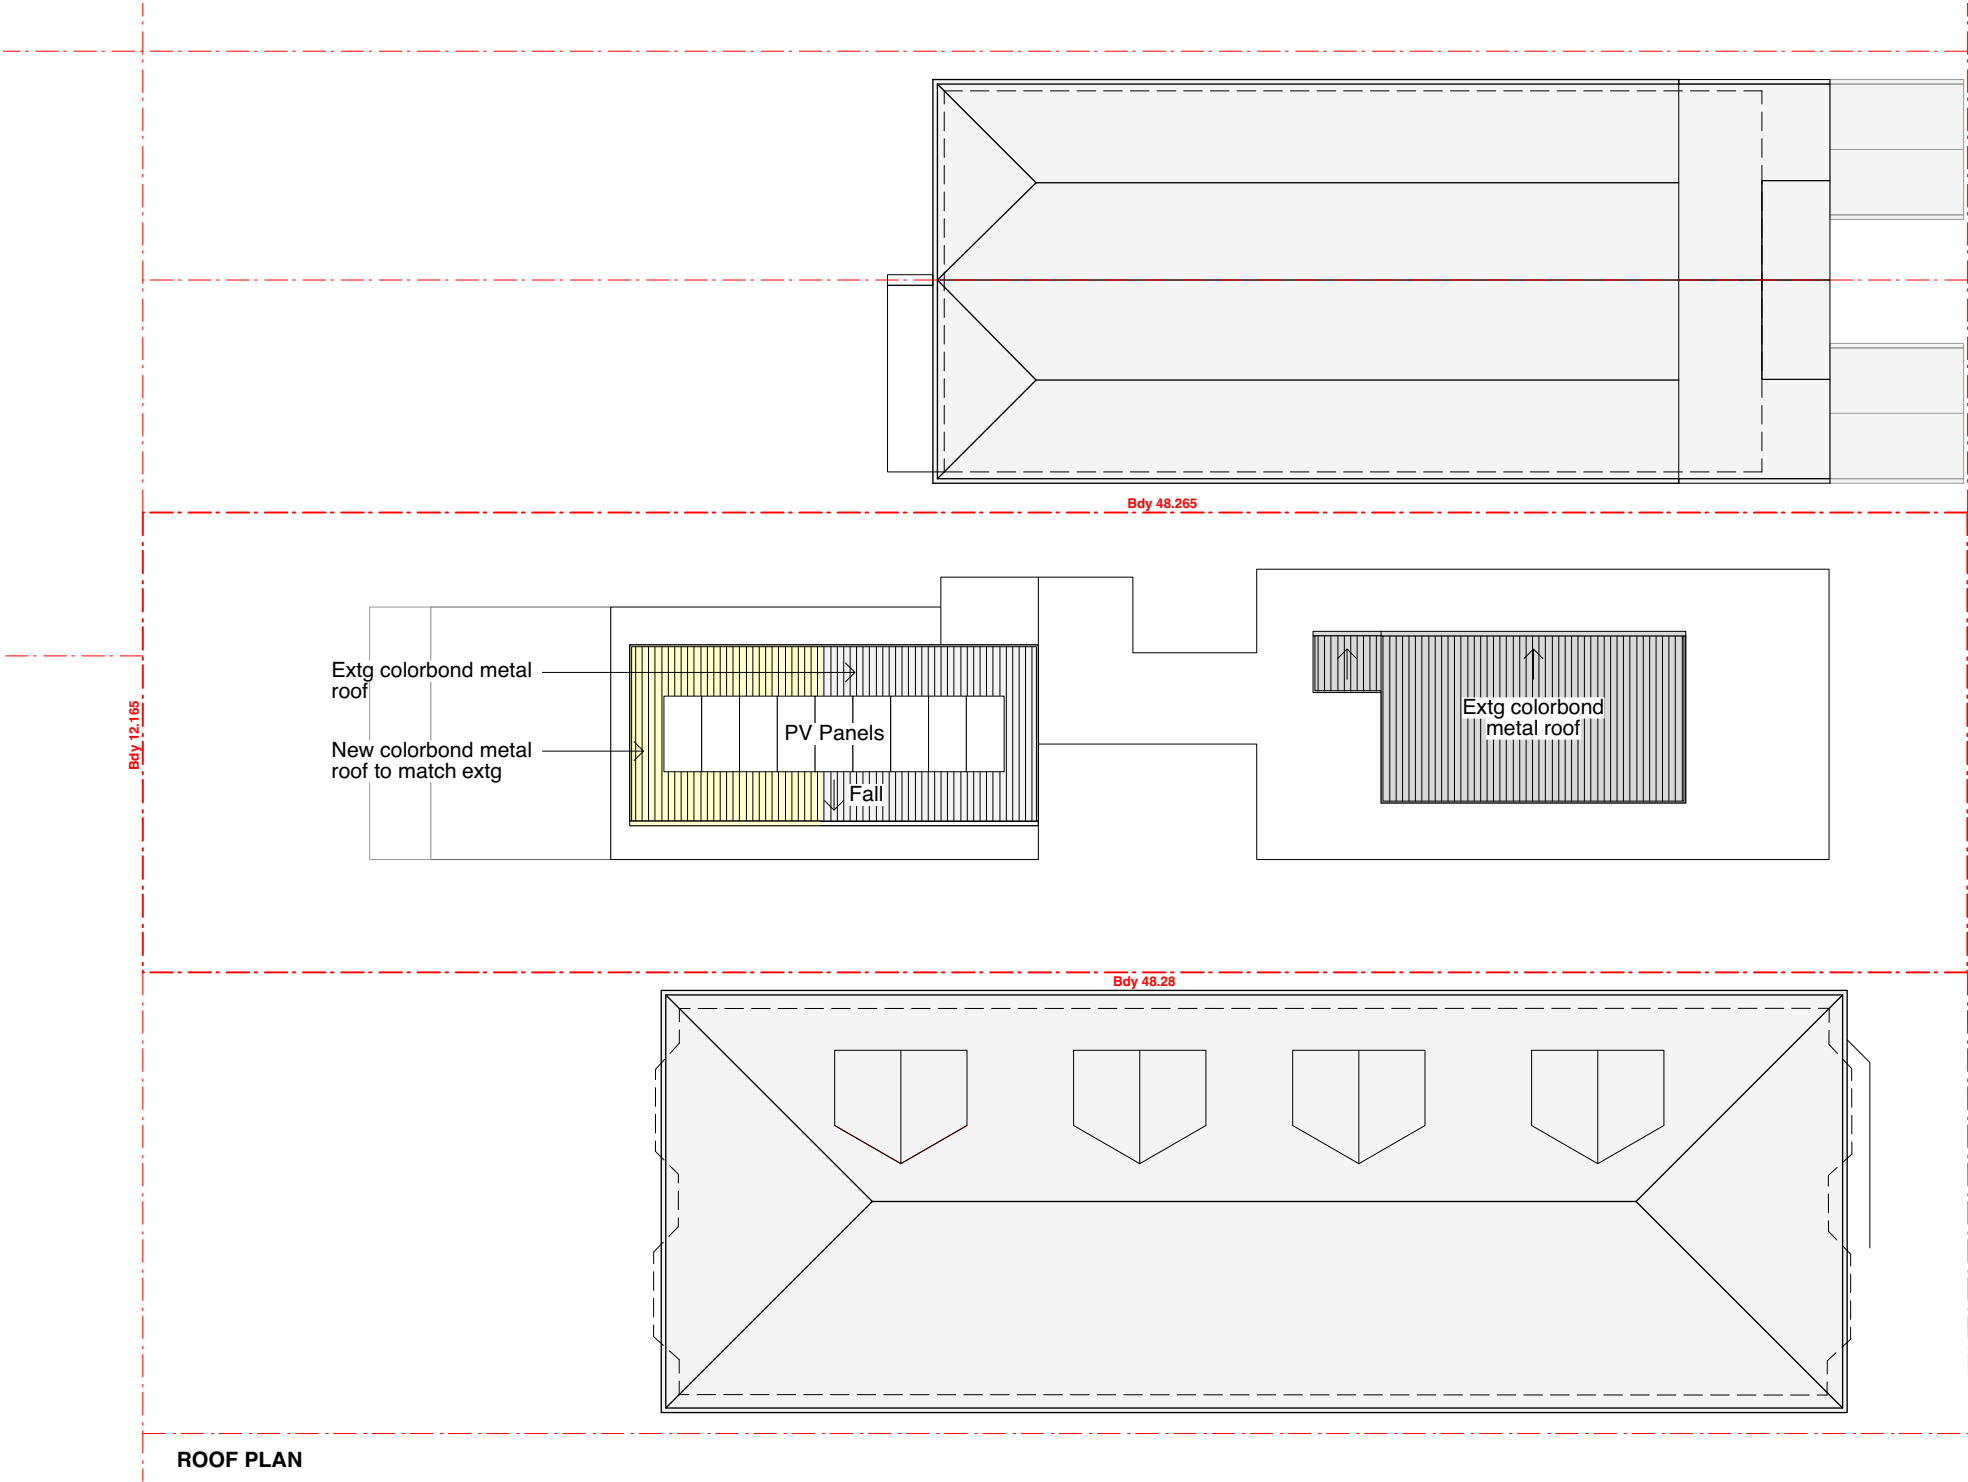 Bdy 48.265
Extg colorbond metal
roof
New colorbond metal
roof to match extg
PV Panels
Fall
Extg colorbond
metal roof
Bdy 12.165
Bdy 48.28
ROOF PLAN